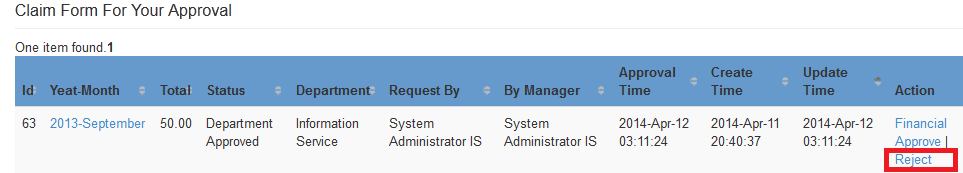 Claim Form For Your Approval
One item found.1
Id Yeat-Month Total Status Department Request By By Manager Approval Time Create Time Update Time Action
63 2013-September 50.00 Department Approved Information Service System Administrator IS System Administrator IS 2014-Apr-12 03:11:24 2014-Apr-11 20:40:37 2014-Apr-12 03:11:24 Financial Approve | Reject